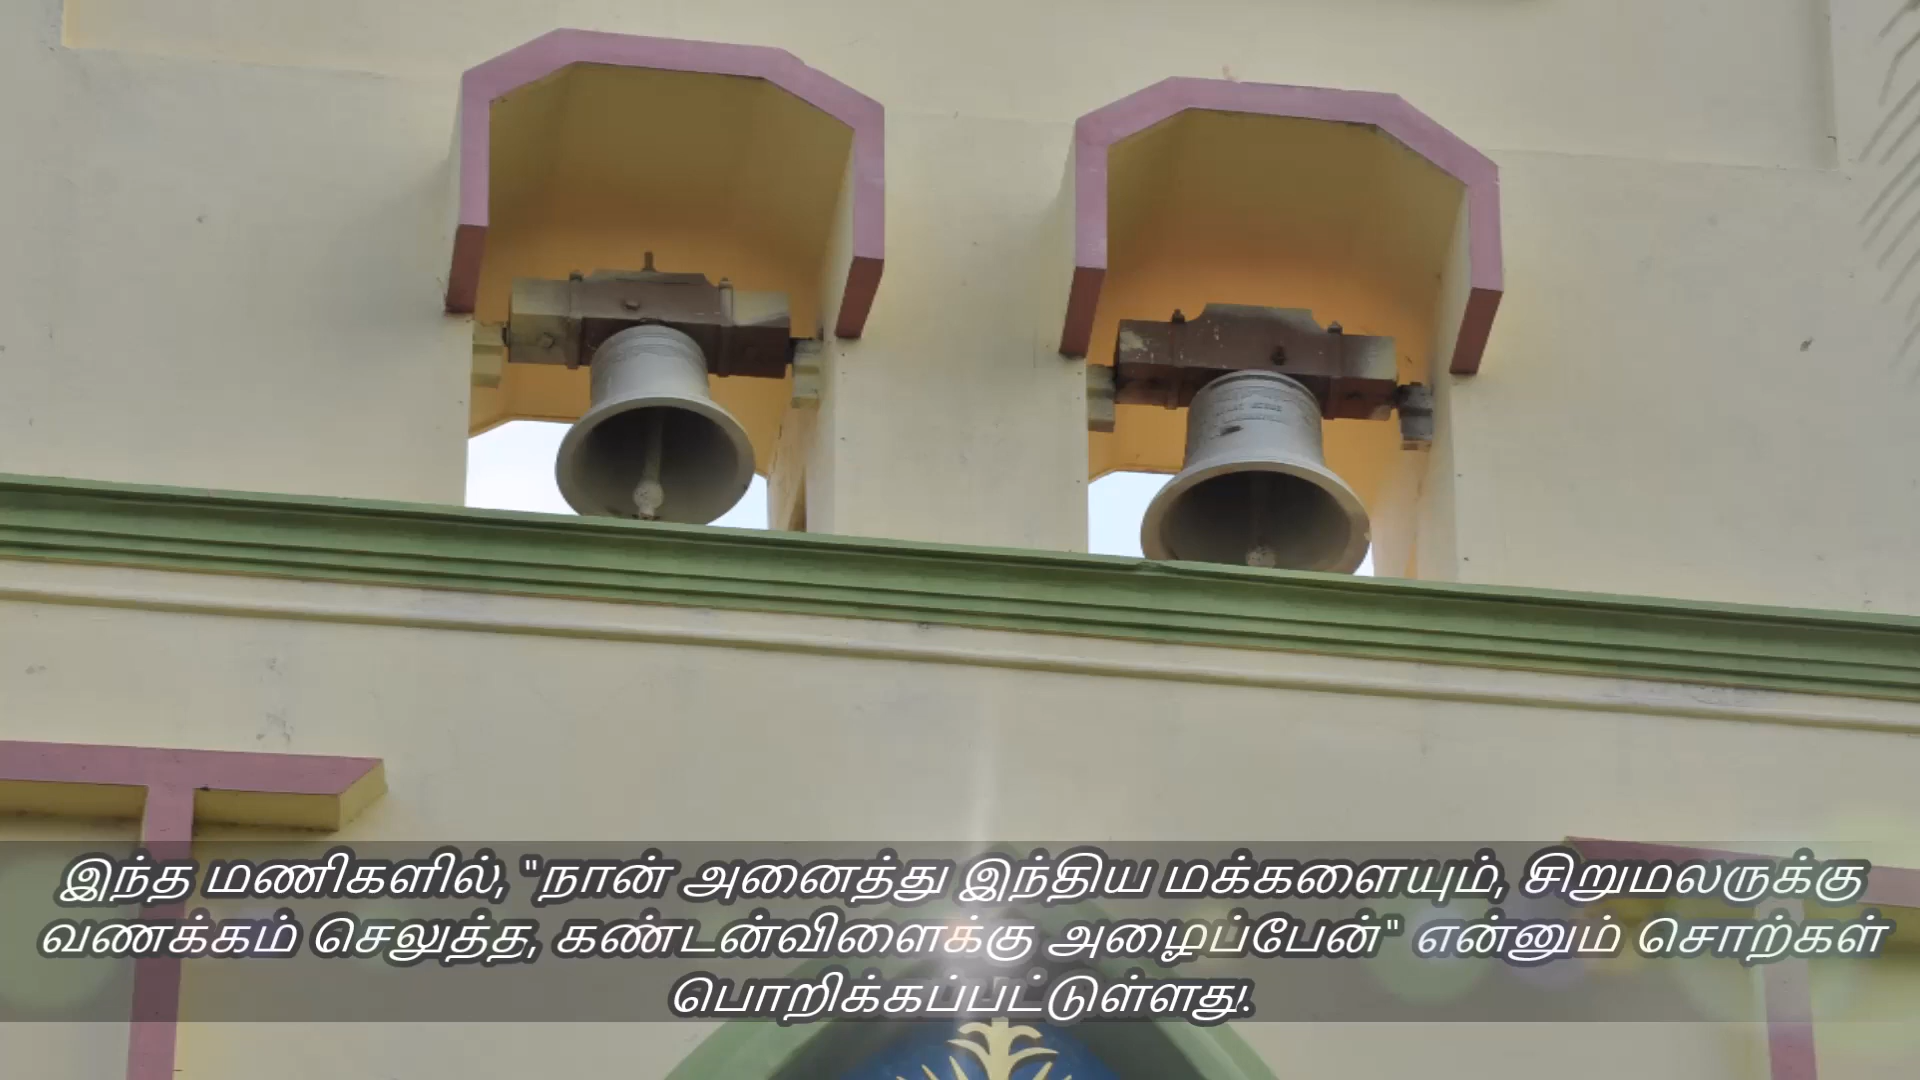 இந்த மணிகளில், "நான் அனைத்து இந்திய மக்களையும், சிறுமலருக்கு
வணக்கம் செலுத்த, கண்டன்விளைக்கு அழைப்பேன்" என்னும் சொற்கள்
பொறிக்கப்பட்டுள்ளது!